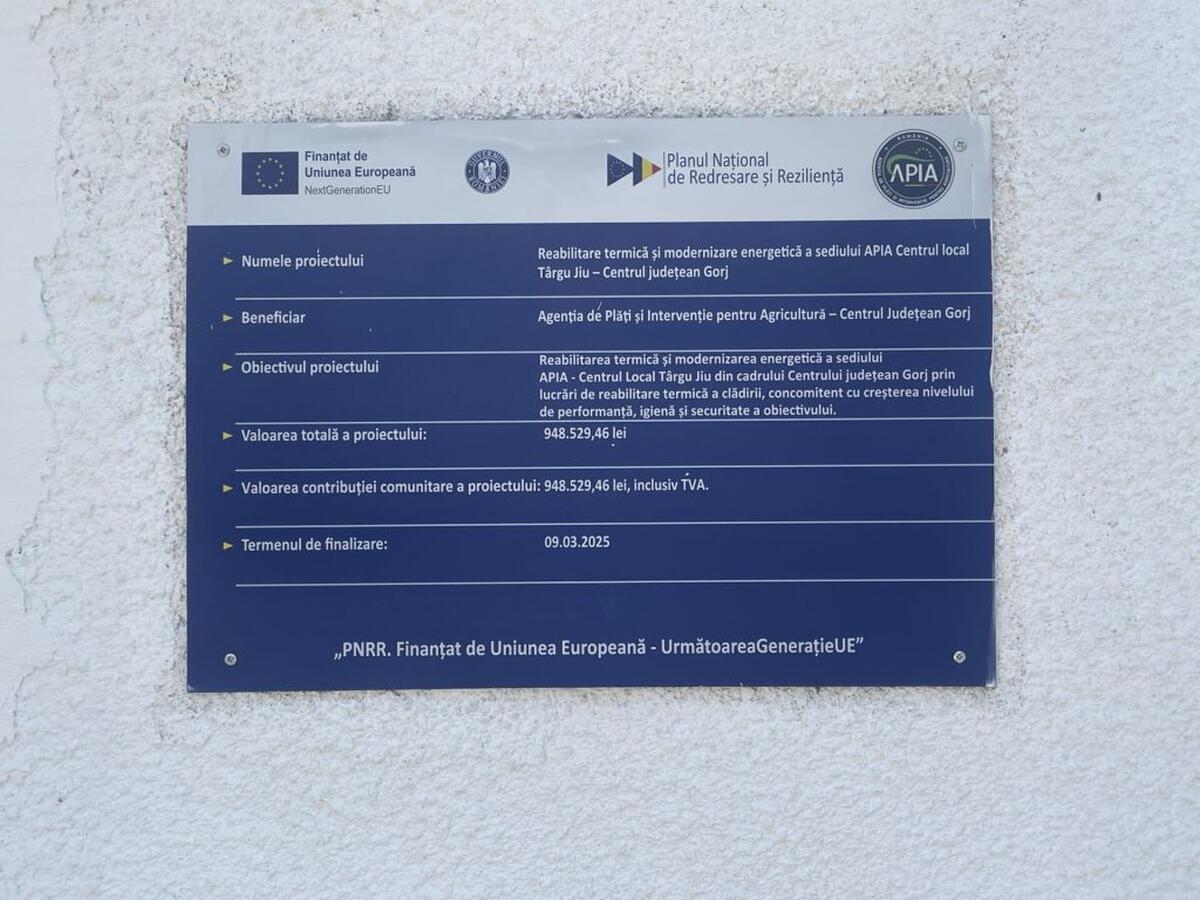 Finanțat de
Uniunea Europeană
NextGenerationEU
GUVERNUL ROMÂNIEI
Planul Național
de Redresare și Reziliență
ROMÂNIA
APIA
Numele proiectului
Reabilitare termică și modernizare energetică a sediului APIA Centrul local
Târgu Jiu – Centrul județean Gorj
Beneficiar
Agenția de Plăți și Intervenție pentru Agricultură – Centrul Județean Gorj
Obiectivul proiectului
Reabilitarea termică și modernizarea energetică a sediului
APIA - Centrul Local Târgu Jiu din cadrului Centrului județean Gorj prin
lucrări de reabilitare termică a clădirii, concomitent cu creșterea nivelului
de performanță, igienă și securitate a obiectivului.
Valoarea totală a proiectului: 948.529,46 lei
Valoarea contribuției comunitare a proiectului: 948.529,46 lei, inclusiv TVA.
Termenul de finalizare: 09.03.2025
„PNRR. Finanțat de Uniunea Europeană - UrmătoareaGenerațieUE”